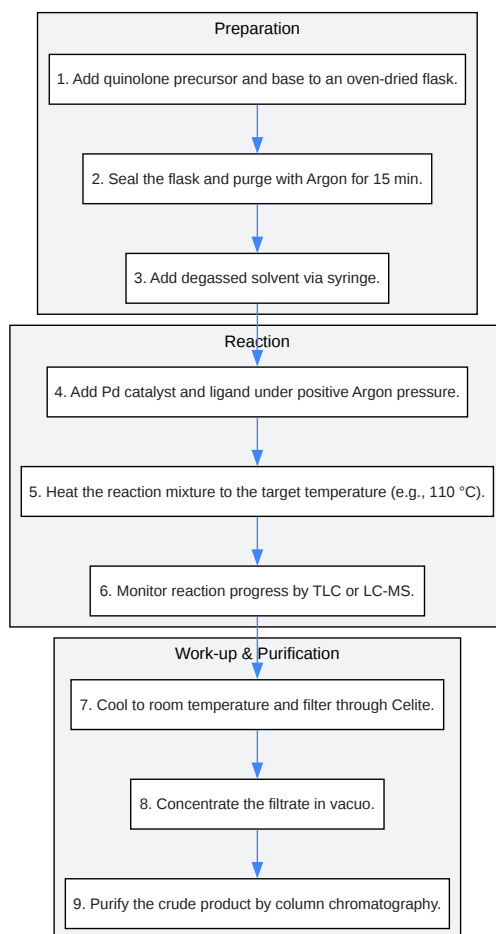 Preparation
1. Add quinolone precursor and base to an oven-dried flask.
2. Seal the flask and purge with Argon for 15 min.
3. Add degassed solvent via syringe.
Reaction
4. Add Pd catalyst and ligand under positive Argon pressure.
5. Heat the reaction mixture to the target temperature (e.g., 110 °C).
6. Monitor reaction progress by TLC or LC-MS.
Work-up & Purification
7. Cool to room temperature and filter through Celite.
8. Concentrate the filtrate in vacuo.
9. Purify the crude product by column chromatography.